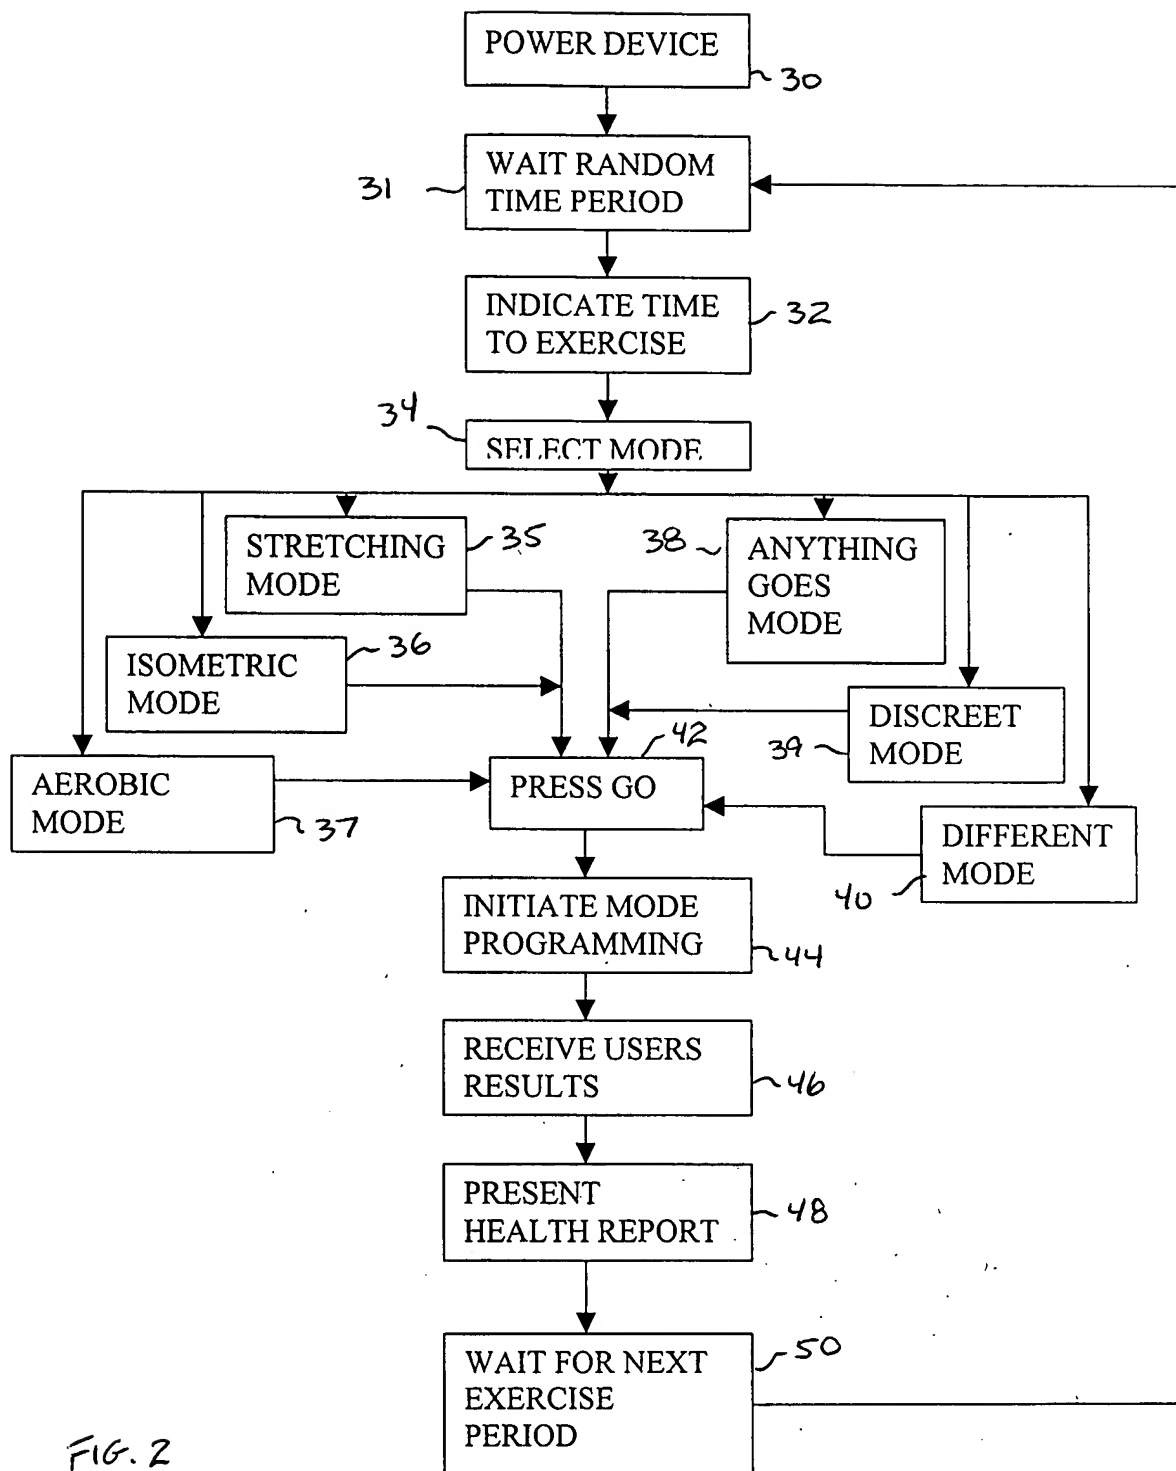 POWER DEVICE
30
WAIT RANDOM
TIME PERIOD
31
INDICATE TIME
TO EXERCISE
32
34
SELECT MODE
STRETCHING
MODE
35
38
ANYTHING
GOES
MODE
ISOMETRIC
MODE
36
DISCREET
MODE
39
AEROBIC
MODE
37
42
PRESS GO
DIFFERENT
MODE
40
INITIATE MODE
PROGRAMMING
44
RECEIVE USERS
RESULTS
46
PRESENT
HEALTH REPORT
48
WAIT FOR NEXT
EXERCISE
PERIOD
50
FIG. 2